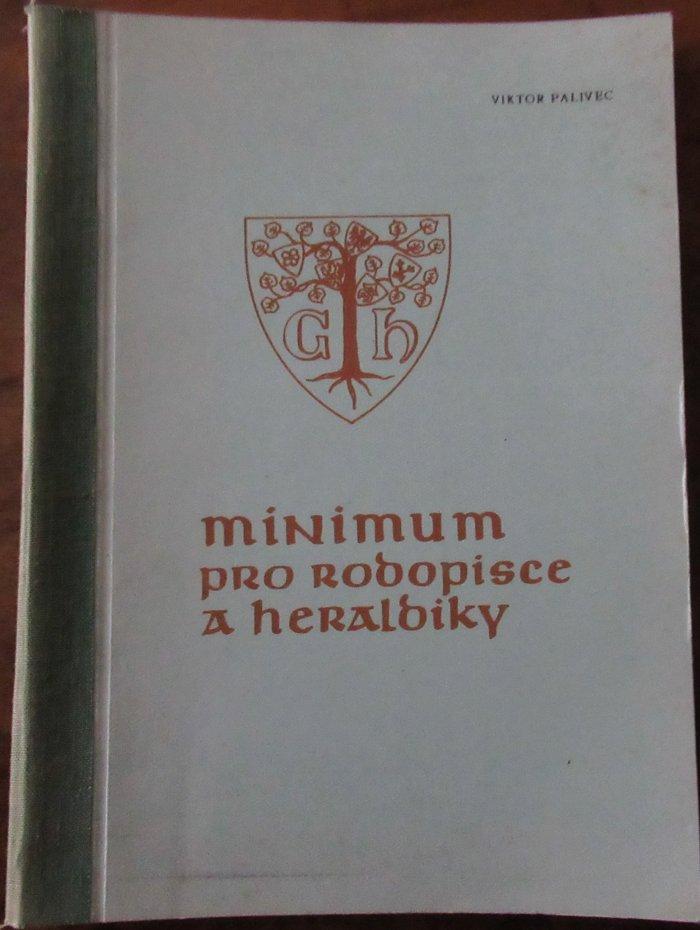 VIKTOR PALIVEC
G h
miNimum
pRO RODOpisce
a heRalDiky